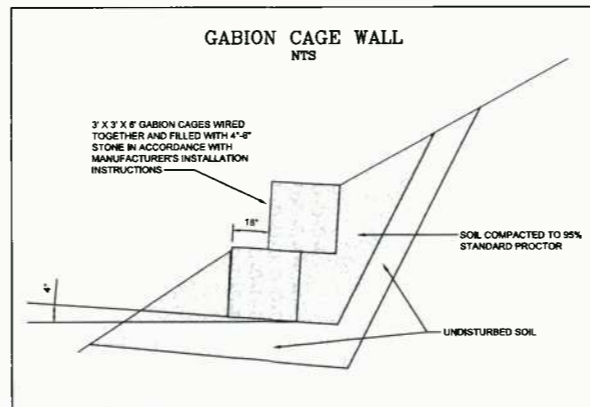 GABION CAGE WALL
NTS
3' X 3' X 6' GABION CAGES WIRED
TOGETHER AND FILLED WITH 4"-8"
STONE IN ACCORDANCE WITH
MANUFACTURER'S INSTALLATION
INSTRUCTIONS
18"
SOIL COMPACTED TO 95%
STANDARD PROCTOR
4"
UNDISTURBED SOIL